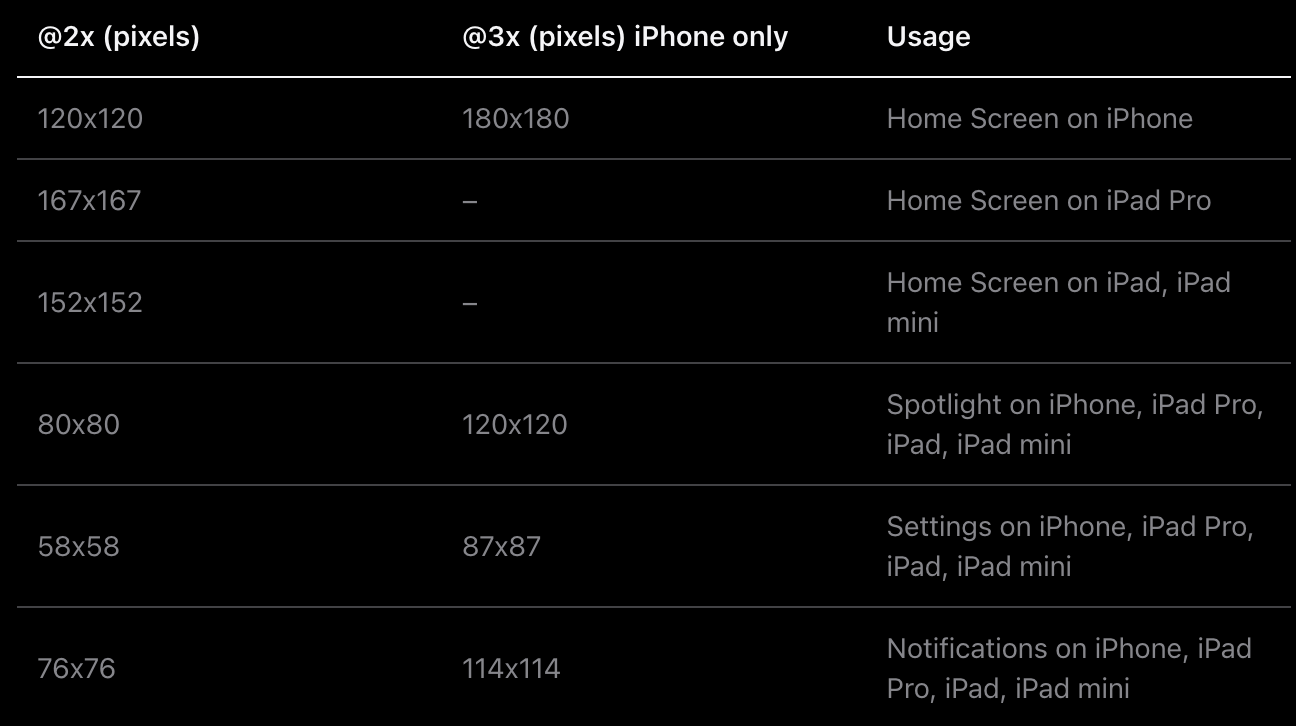 @2x (pixels) @3x (pixels) iPhone only Usage
120x120 180x180 Home Screen on iPhone
167x167 – Home Screen on iPad Pro
152x152 – Home Screen on iPad, iPad
mini
80x80 120x120 Spotlight on iPhone, iPad Pro,
iPad, iPad mini
58x58 87x87 Settings on iPhone, iPad Pro,
iPad, iPad mini
76x76 114x114 Notifications on iPhone, iPad
Pro, iPad, iPad mini